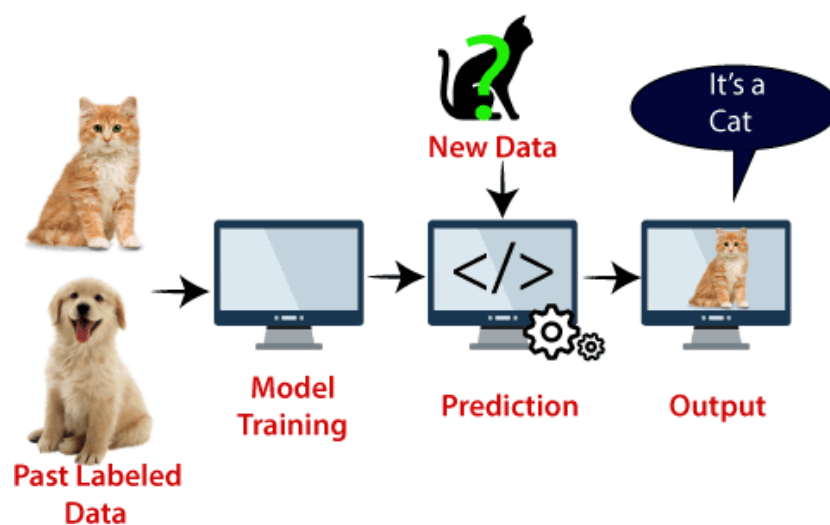 ?
New Data
It's a
Cat
</>
Model
Training
Prediction
Output
Past Labeled
Data